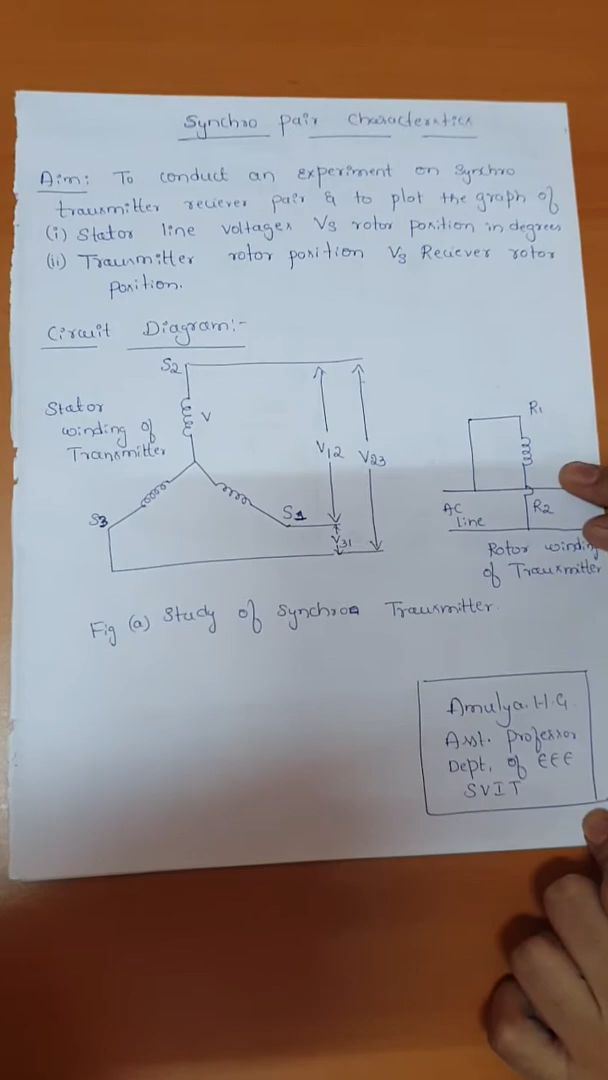 Synchro pair Characterstics
Aim: To conduct an experiment on synchro
transmitter reciever pair & to plot the graph of
(i) Stator line voltages Vs rotor position in degrees
(ii) Transmitter rotor position Vs Reciever rotor
position.
Circuit Diagram:-
S2
Stator
winding of
Transmitter
V
V12
V23
S3
S1
V31
R1
R2
AC
line
Rotor winding
of Transmitter
Fig (a) Study of Synchro Transmitter.
Amulya.H.G.
Asst. Professor
Dept. of EEE
SVIT